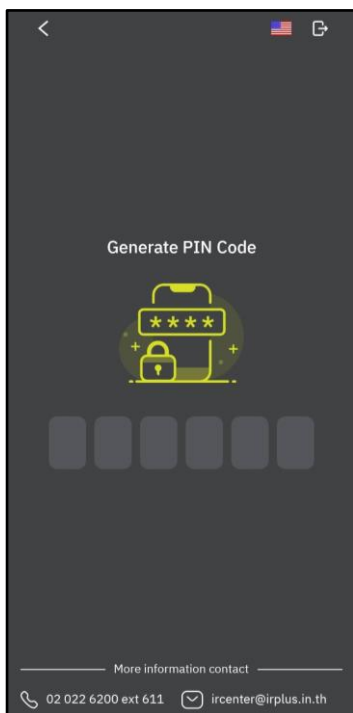 Generate PIN Code
****
More information contact
02 022 6200 ext 611 ircenter@irplus.in.th